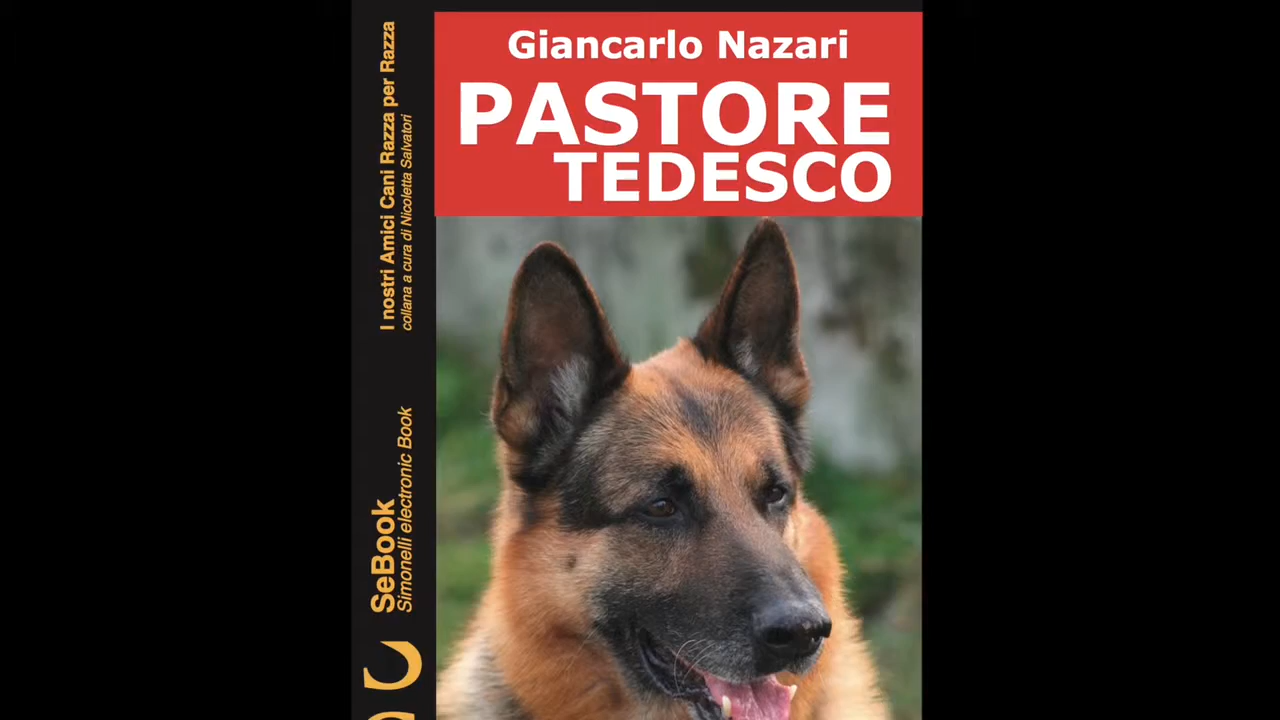 Giancarlo Nazari
PASTORE
TEDESCO
I nostri Amici Cani Razza per Razza
collana a cura di Nicoletta Salvatori
SeBook
Simonelli electronic Book